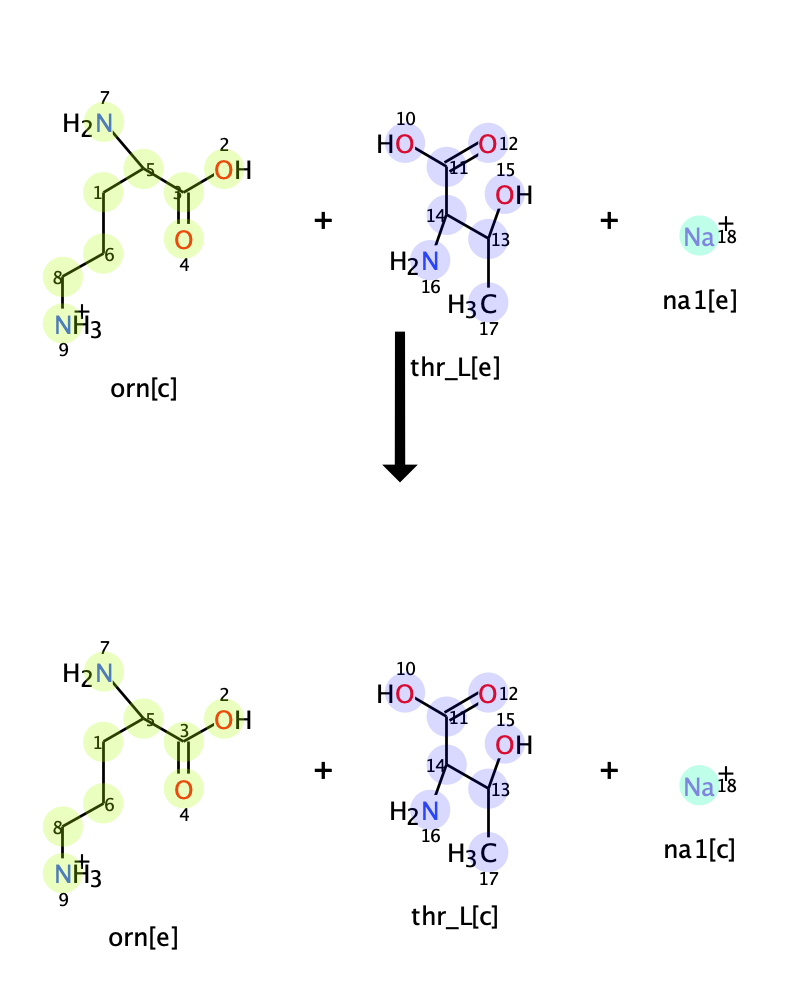 7
H2N
10
HO
O 12
2
OH
5
3
11
15
OH
1
+
14
+
Na+ 18
O
4
13
6
H2N
16
na1[e]
8
H3C
17
NH3+
9
thr_L[e]
orn[c]
7
H2N
10
HO
O 12
2
OH
5
3
11
15
OH
1
+
14
+
Na+ 18
O
4
13
6
H2N
16
na1[c]
8
H3C
17
NH3+
9
thr_L[c]
orn[e]